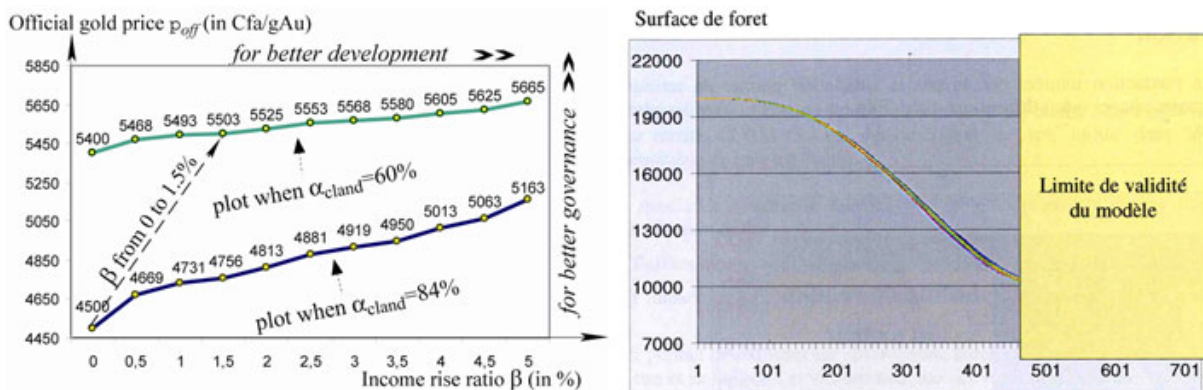 Official gold price p_off (in Cfa/gAu)
for better development
for better governance
5850
5650
5450
5250
5050
4850
4650
4450
5400 5468 5493 5503 5525 5553 5568 5580 5605 5625 5665
plot when α_cland=60%
β from 0 to 1.5%
4500 4669 4731 4756 4813 4881 4919 4950 5013 5063 5163
plot when α_cland=84%
0 0,5 1 1,5 2 2,5 3 3,5 4 4,5 5
Income rise ratio β (in %)
Surface de foret
22000
19000
16000
13000
10000
7000
Limite de validité
du modèle
1 101 201 301 401 501 601 701